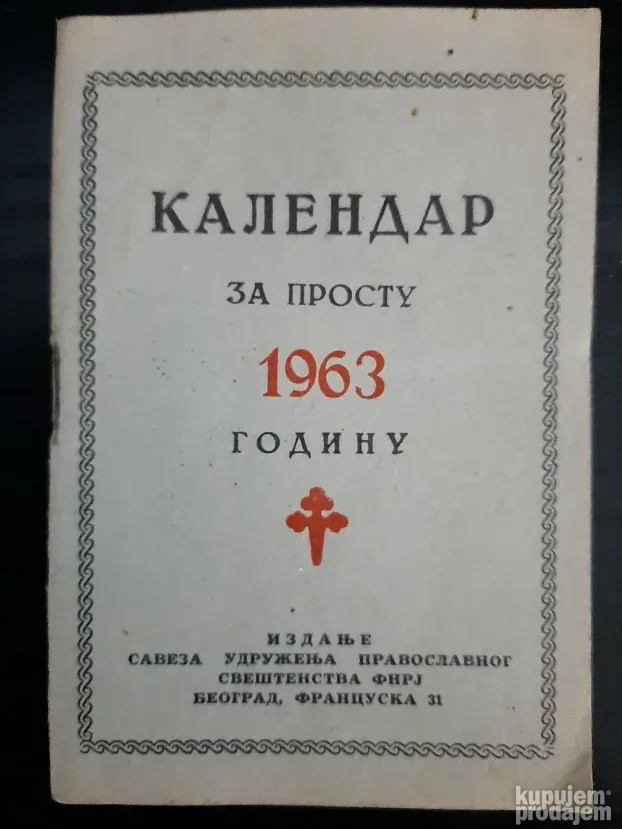 КАЛЕНДАР
ЗА ПРОСТУ
1963
ГОДИНУ
ИЗДАЊЕ
САВЕЗА УДРУЖЕЊА ПРАВОСЛАВНОГ
СВЕШТЕНСТВА ФНРЈ
БЕОГРАД, ФРАНЦУСКА 31
kupujem
prodajem